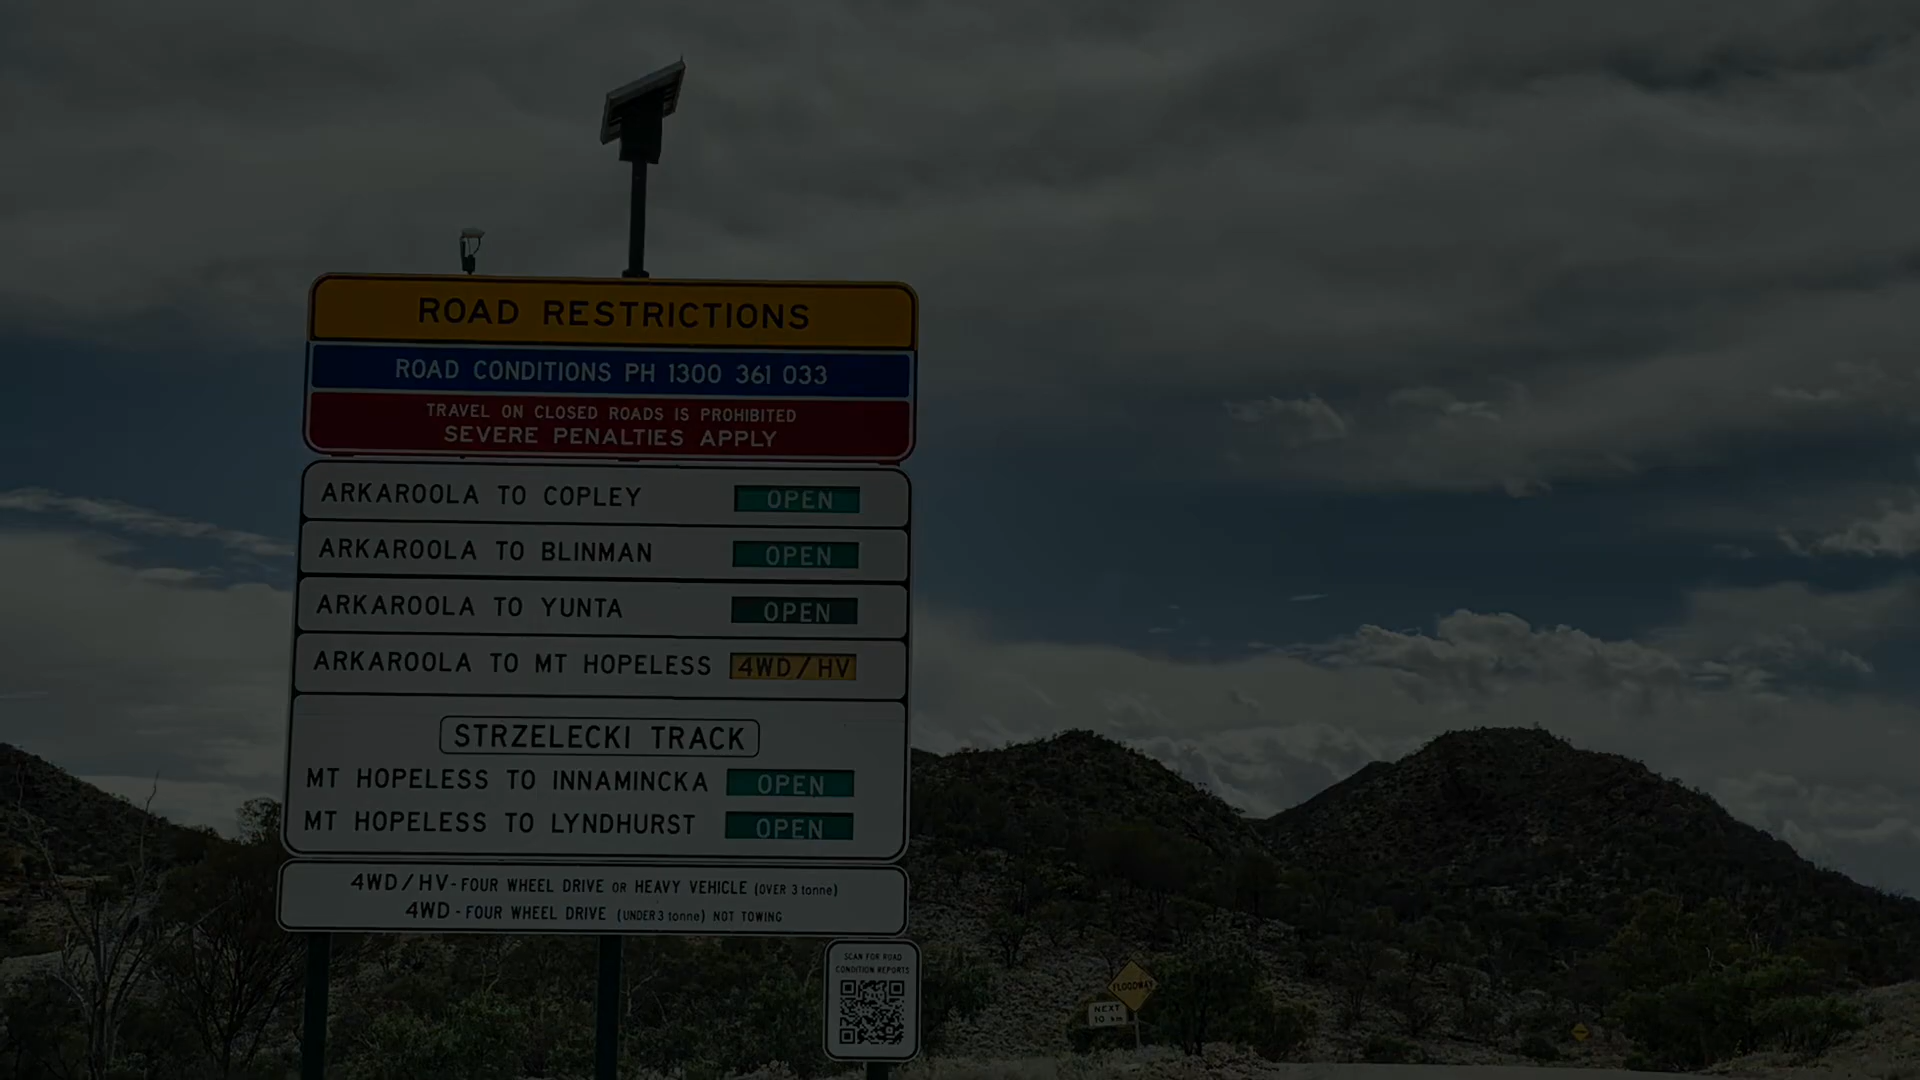 ROAD RESTRICTIONS
ROAD CONDITIONS PH 1300 361 033
TRAVEL ON CLOSED ROADS IS PROHIBITED
SEVERE PENALTIES APPLY
ARKAROOLA TO COPLEY OPEN
ARKAROOLA TO BLINMAN OPEN
ARKAROOLA TO YUNTA OPEN
ARKAROOLA TO MT HOPELESS 4WD/HV
STRZELECKI TRACK
MT HOPELESS TO INNAMINCKA OPEN
MT HOPELESS TO LYNDHURST OPEN
4WD/HV-FOUR WHEEL DRIVE OR HEAVY VEHICLE (OVER 3 tonne)
4WD - FOUR WHEEL DRIVE (UNDER 3 tonne) NOT TOWING
SCAN FOR ROAD
CONDITION REPORTS
FLOODWAY
NEXT
10 km